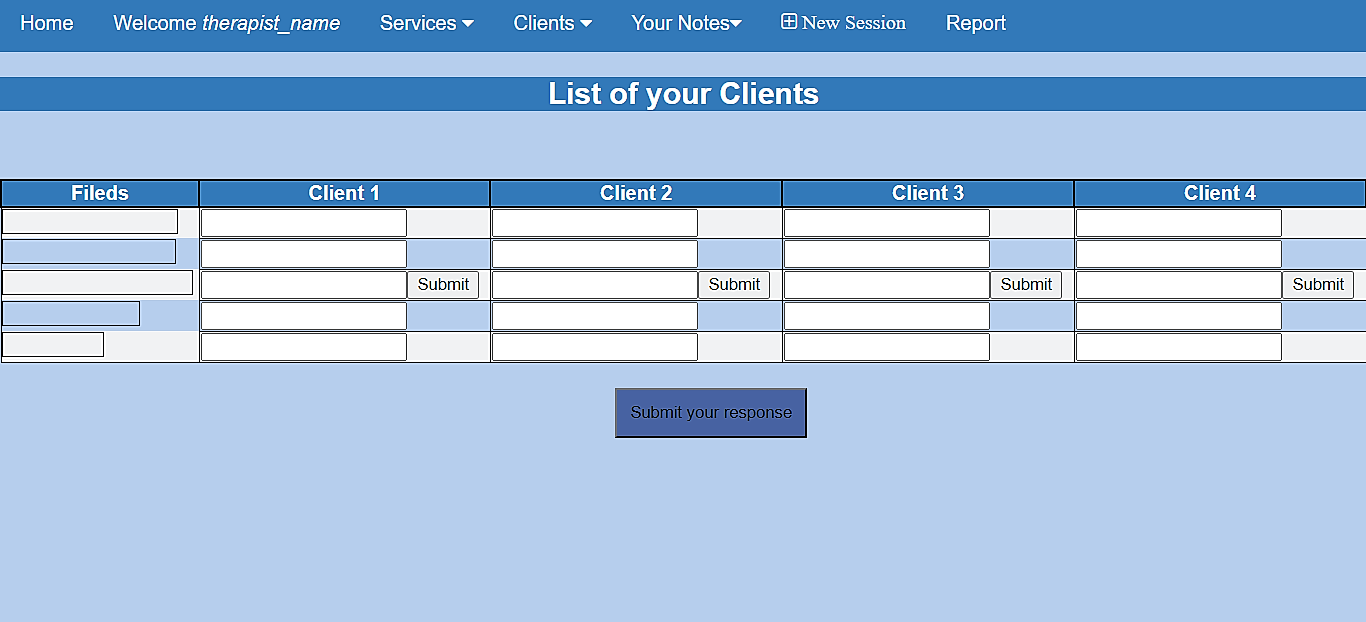 Home Welcome therapist_name Services Clients Your Notes New Session Report
List of your Clients
Fileds Client 1 Client 2 Client 3 Client 4
Submit Submit Submit Submit
Submit your response